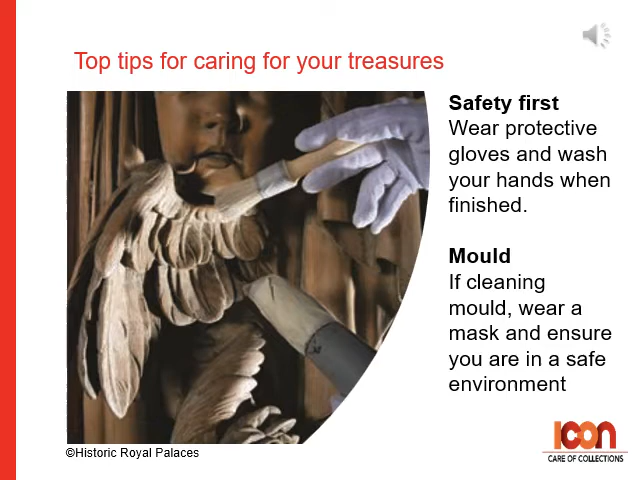 Top tips for caring for your treasures
Safety first
Wear protective
gloves and wash
your hands when
finished.
Mould
If cleaning
mould, wear a
mask and ensure
you are in a safe
environment
©Historic Royal Palaces
Icon
CARE OF COLLECTIONS